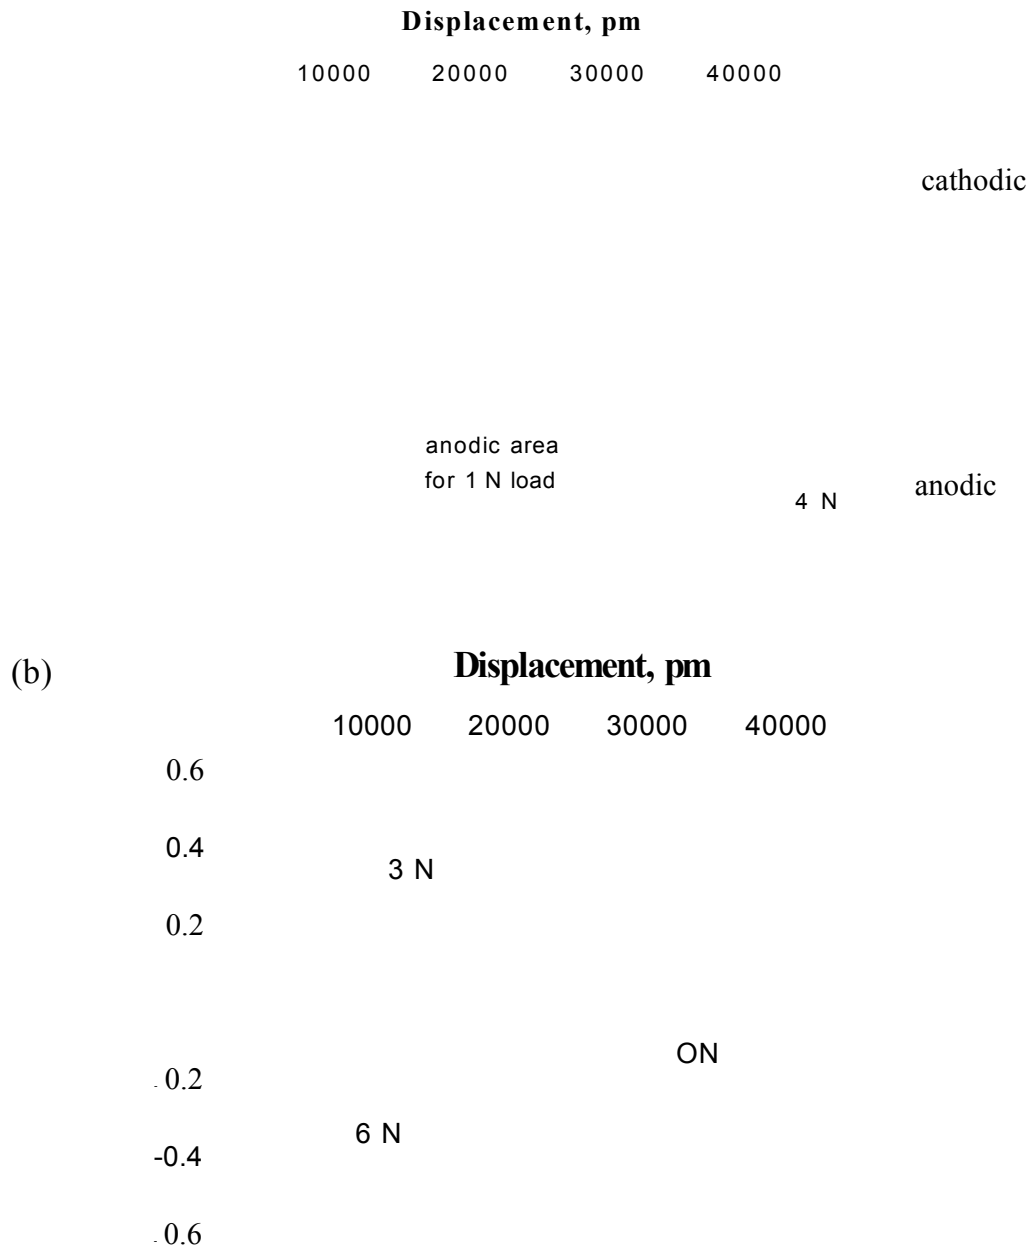 Displacement, pm
10000 20000 30000 40000
cathodic
anodic area
for 1 N load
anodic
4 N
(b)
Displacement, pm
10000 20000 30000 40000
0.6
0.4
3 N
0.2
ON
. 0.2
6 N
-0.4
. 0.6